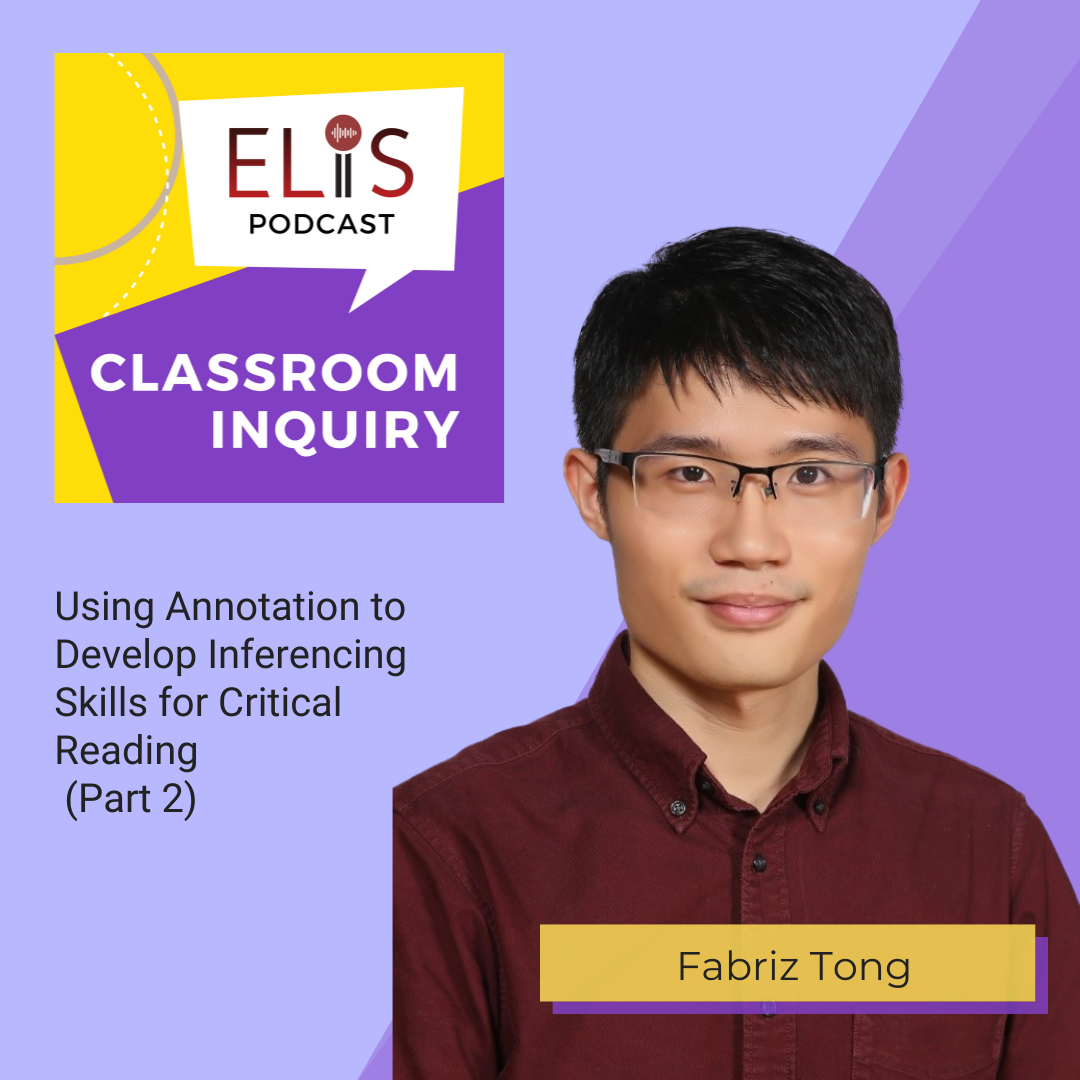 ELiS
PODCAST
CLASSROOM
INQUIRY
Using Annotation to
Develop Inferencing
Skills for Critical
Reading
(Part 2)
Fabriz Tong